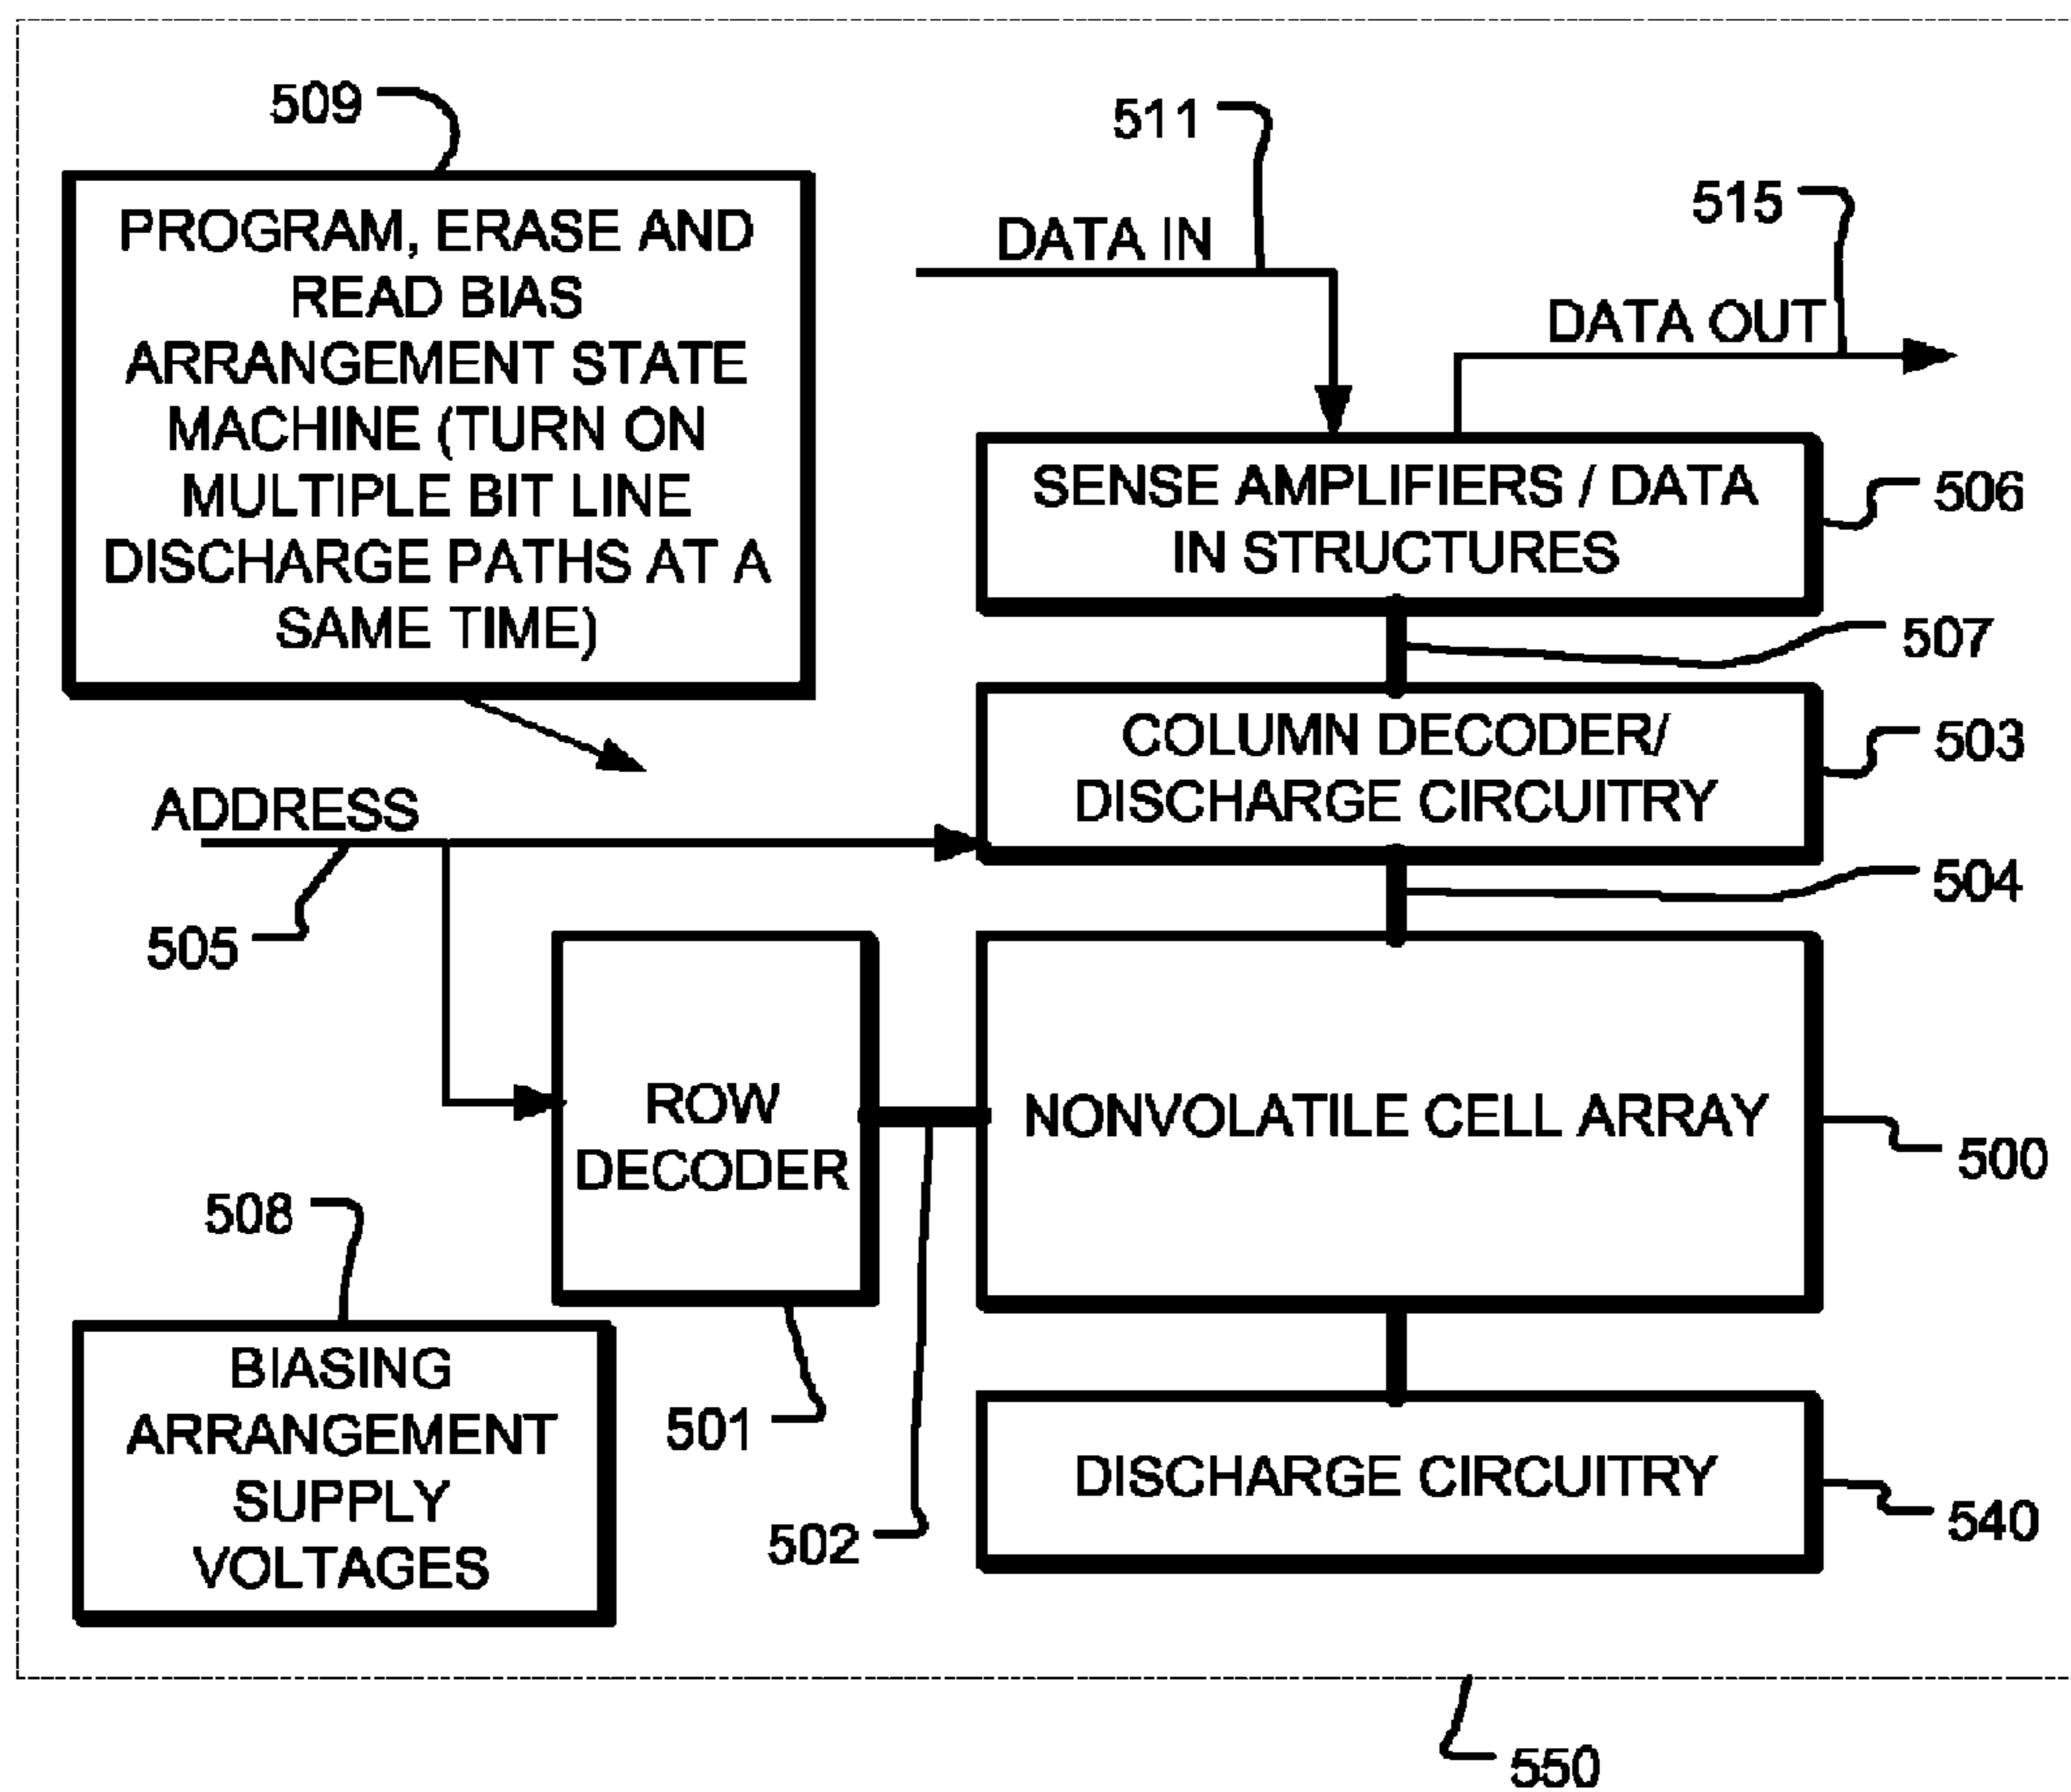 509
PROGRAM, ERASE AND
READ BIAS
ARRANGEMENT STATE
MACHINE (TURN ON
MULTIPLE BIT LINE
DISCHARGE PATHS AT A
SAME TIME)
511
DATA IN
515
DATA OUT
SENSE AMPLIFIERS / DATA
IN STRUCTURES
506
507
COLUMN DECODER/
DISCHARGE CIRCUITRY
503
ADDRESS
505
504
ROW
DECODER
NONVOLATILE CELL ARRAY
500
508
BIASING
ARRANGEMENT
SUPPLY
VOLTAGES
501
502
DISCHARGE CIRCUITRY
540
550